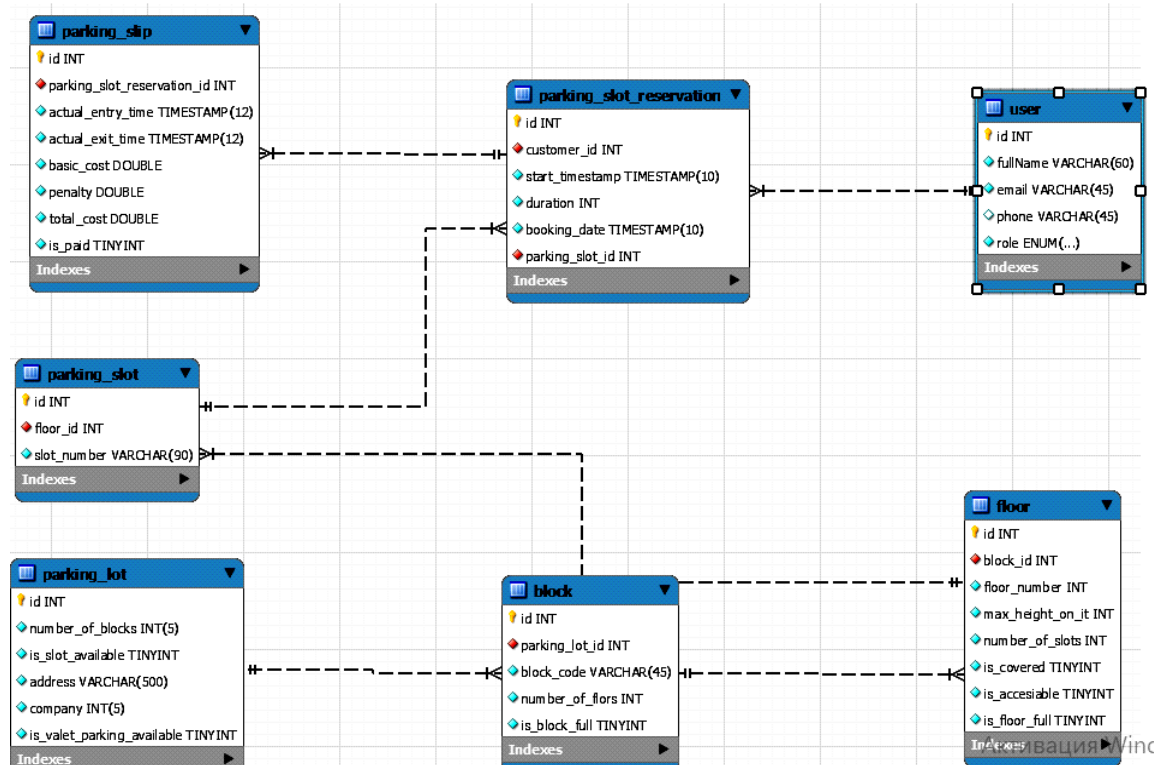 parking_slip
id INT
parking_slot_reservation_id INT
actual_entry_time TIMESTAMP(12)
actual_exit_time TIMESTAMP(12)
basic_cost DOUBLE
penalty DOUBLE
total_cost DOUBLE
is_paid TINYINT
Indexes
parking_slot_reservation
id INT
customer_id INT
start_timestamp TIMESTAMP(10)
duration INT
booking_date TIMESTAMP(10)
parking_slot_id INT
Indexes
user
id INT
fullName VARCHAR(60)
email VARCHAR(45)
phone VARCHAR(45)
role ENUM(...)
Indexes
parking_slot
id INT
floor_id INT
slot_number VARCHAR(90)
Indexes
parking_lot
id INT
number_of_blocks INT(5)
is_slot_available TINYINT
address VARCHAR(500)
company INT(5)
is_valet_parking_available TINYINT
Indexes
block
id INT
parking_lot_id INT
block_code VARCHAR(45)
number_of_flors INT
is_block_full TINYINT
Indexes
floor
id INT
block_id INT
floor_number INT
max_height_on_it INT
number_of_slots INT
is_covered TINYINT
is_accesiable TINYINT
is_floor_full TINYINT
Indexes
Активация Winc